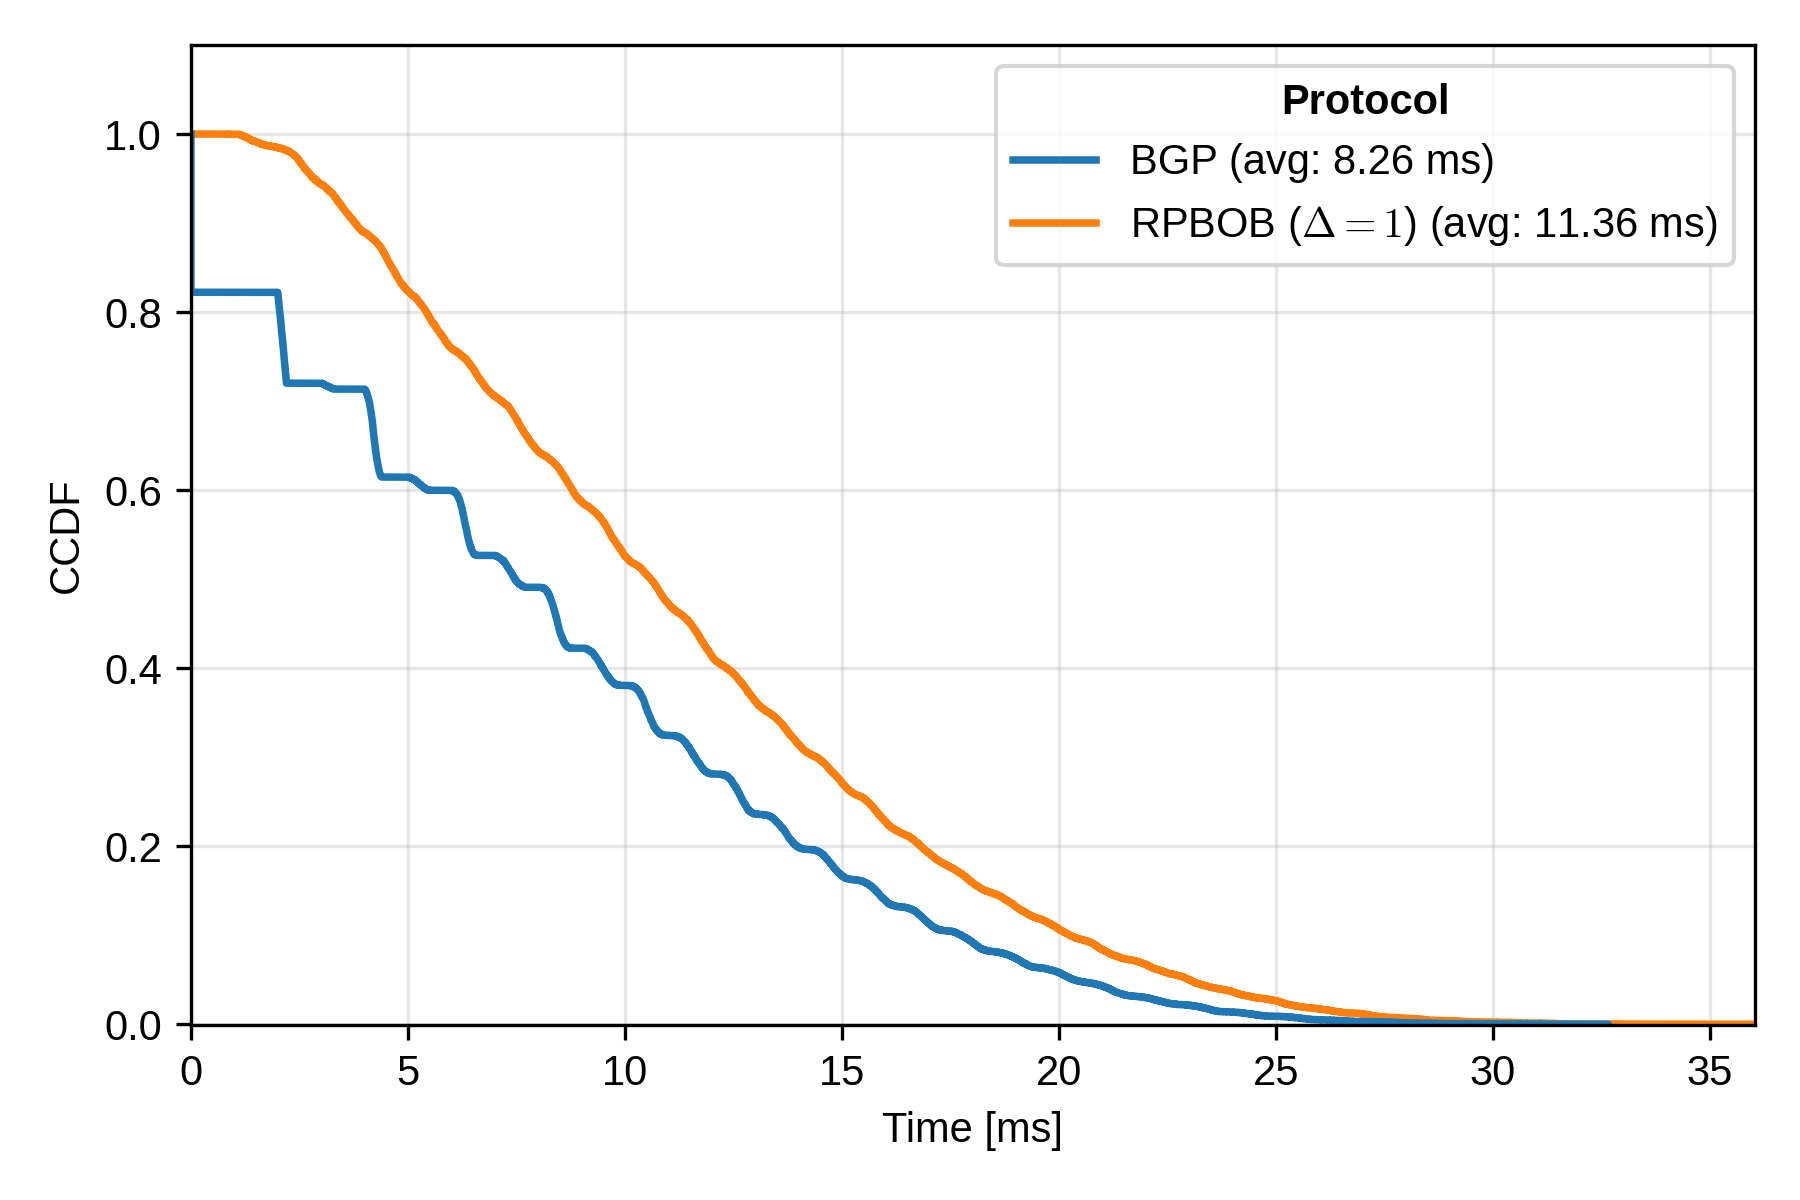 Protocol
BGP (avg: 8.26 ms)
RPBOB (Δ = 1) (avg: 11.36 ms)
CCDF
1.0
0.8
0.6
0.4
0.2
0.0
0 5 10 15 20 25 30 35
Time [ms]